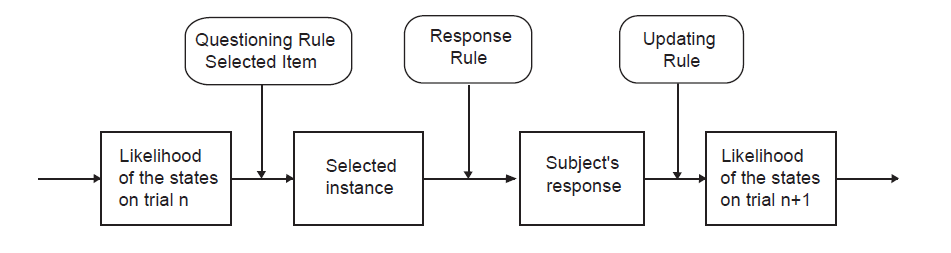 Questioning Rule
Selected Item
Response
Rule
Updating
Rule
Likelihood
of the states
on trial n
Selected
instance
Subject's
response
Likelihood
of the states
on trial n+1